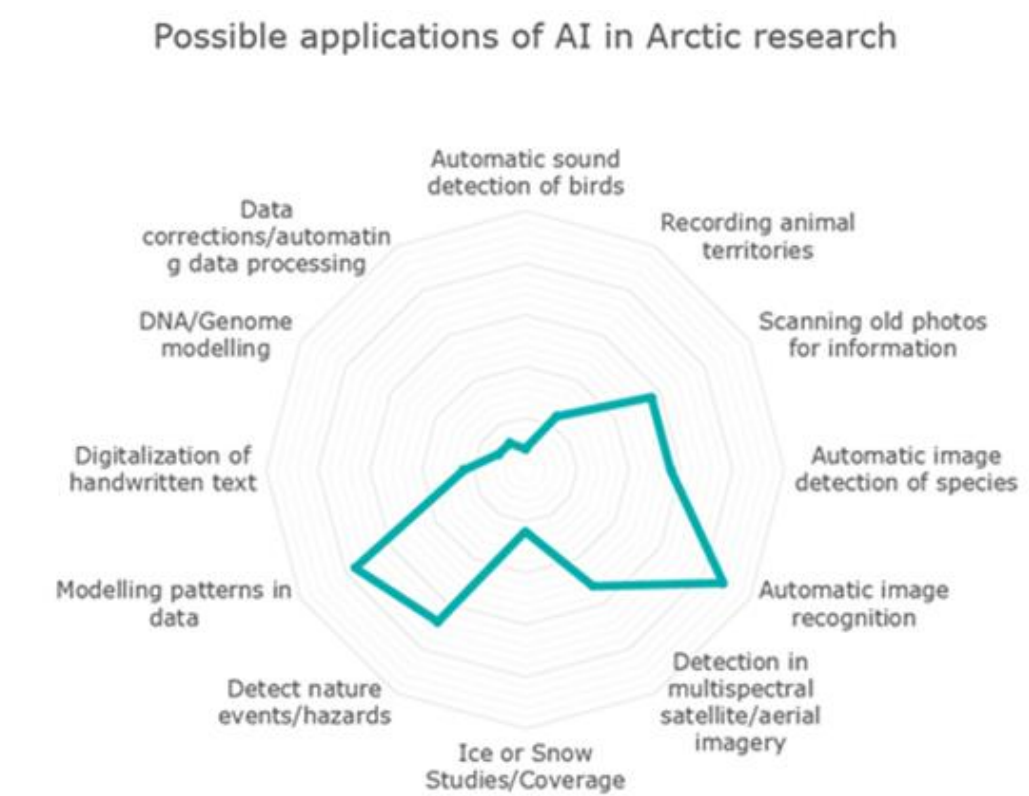 Possible applications of AI in Arctic research
Automatic sound
detection of birds
Recording animal
territories
Scanning old photos
for information
Automatic image
detection of species
Automatic image
recognition
Detection in
multispectral
satellite/aerial
imagery
Ice or Snow
Studies/Coverage
Detect nature
events/hazards
Modelling patterns in
data
Digitalization of
handwritten text
DNA/Genome
modelling
Data
corrections/automatin
g data processing